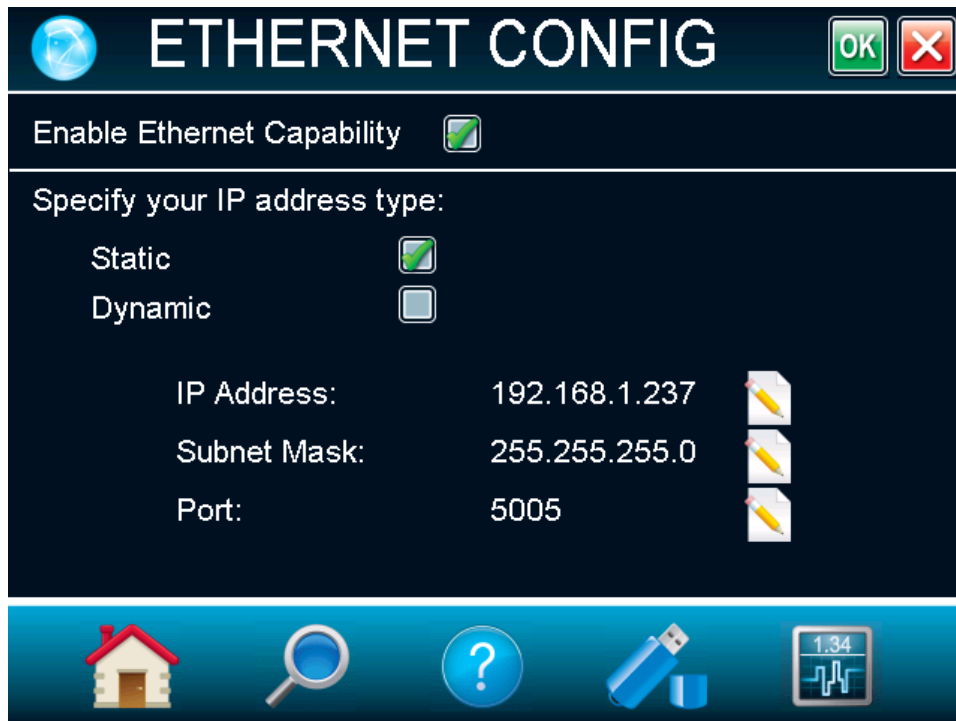 ETHERNET CONFIG OK
Enable Ethernet Capability
Specify your IP address type:
Static
Dynamic
IP Address: 192.168.1.237
Subnet Mask: 255.255.255.0
Port: 5005
?
1.34